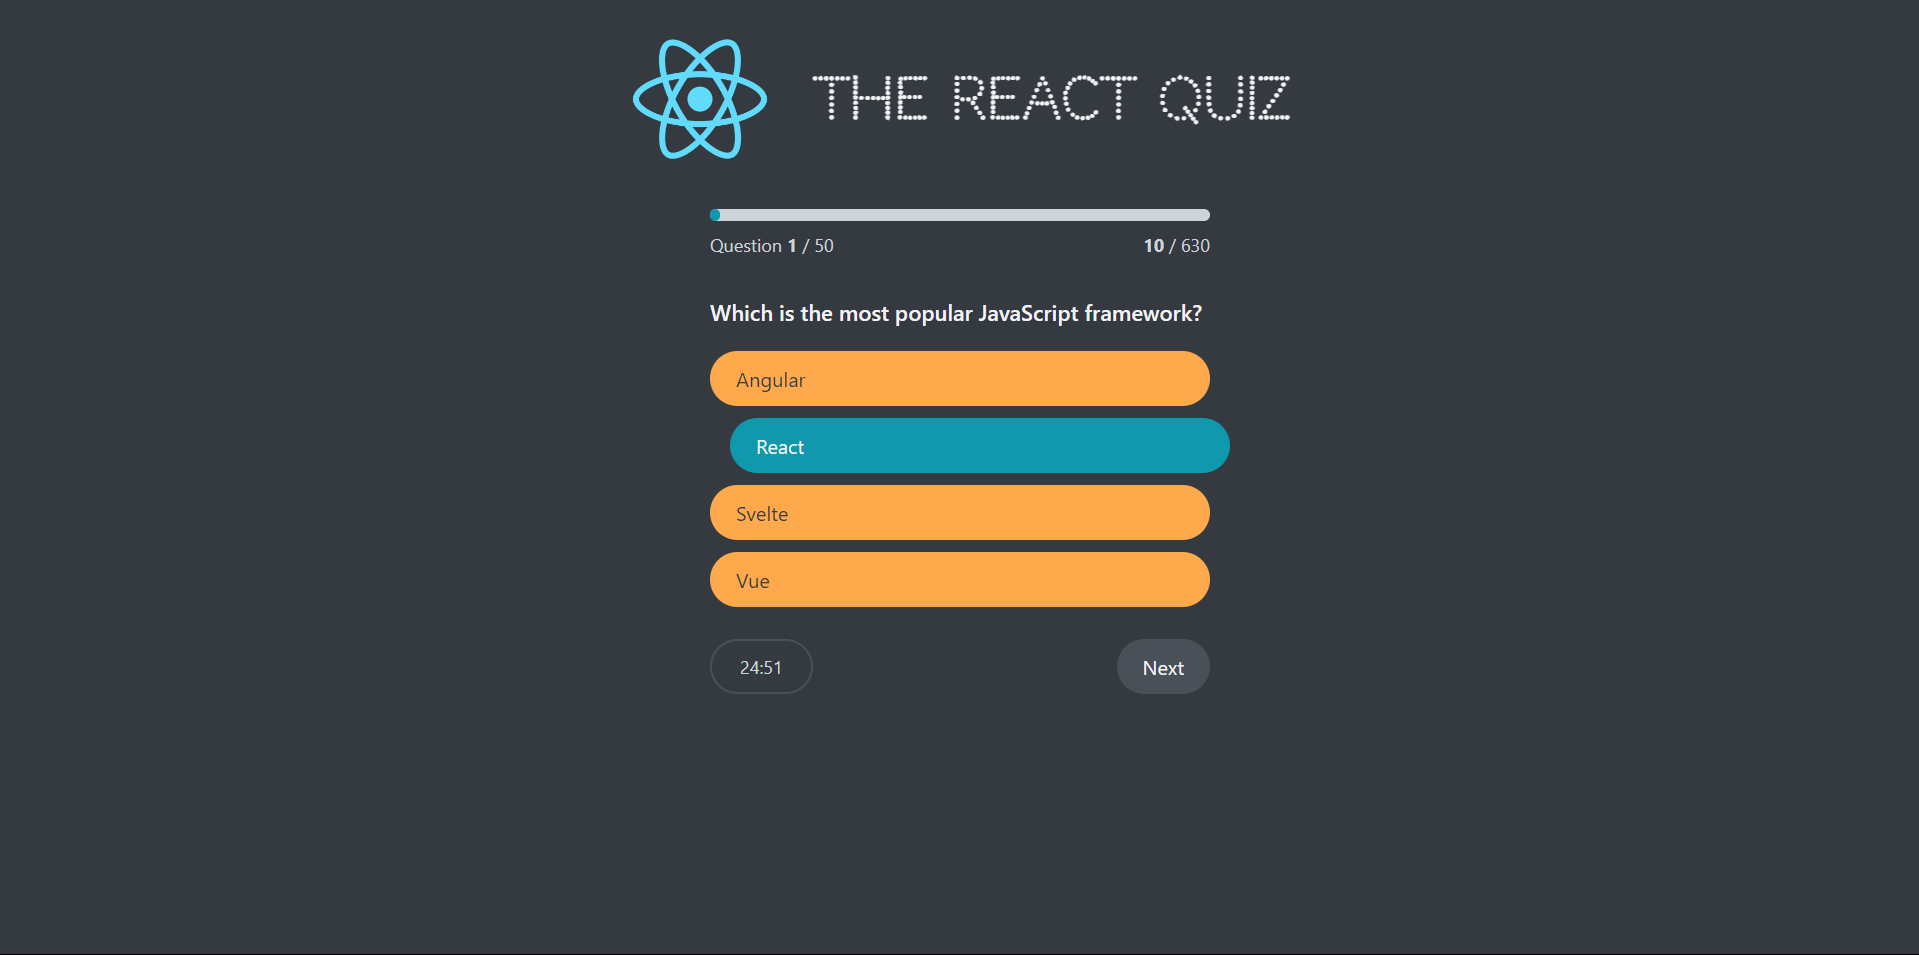 THE REACT QUIZ
Question 1 / 50
10 / 630
Which is the most popular JavaScript framework?
Angular
React
Svelte
Vue
24:51
Next